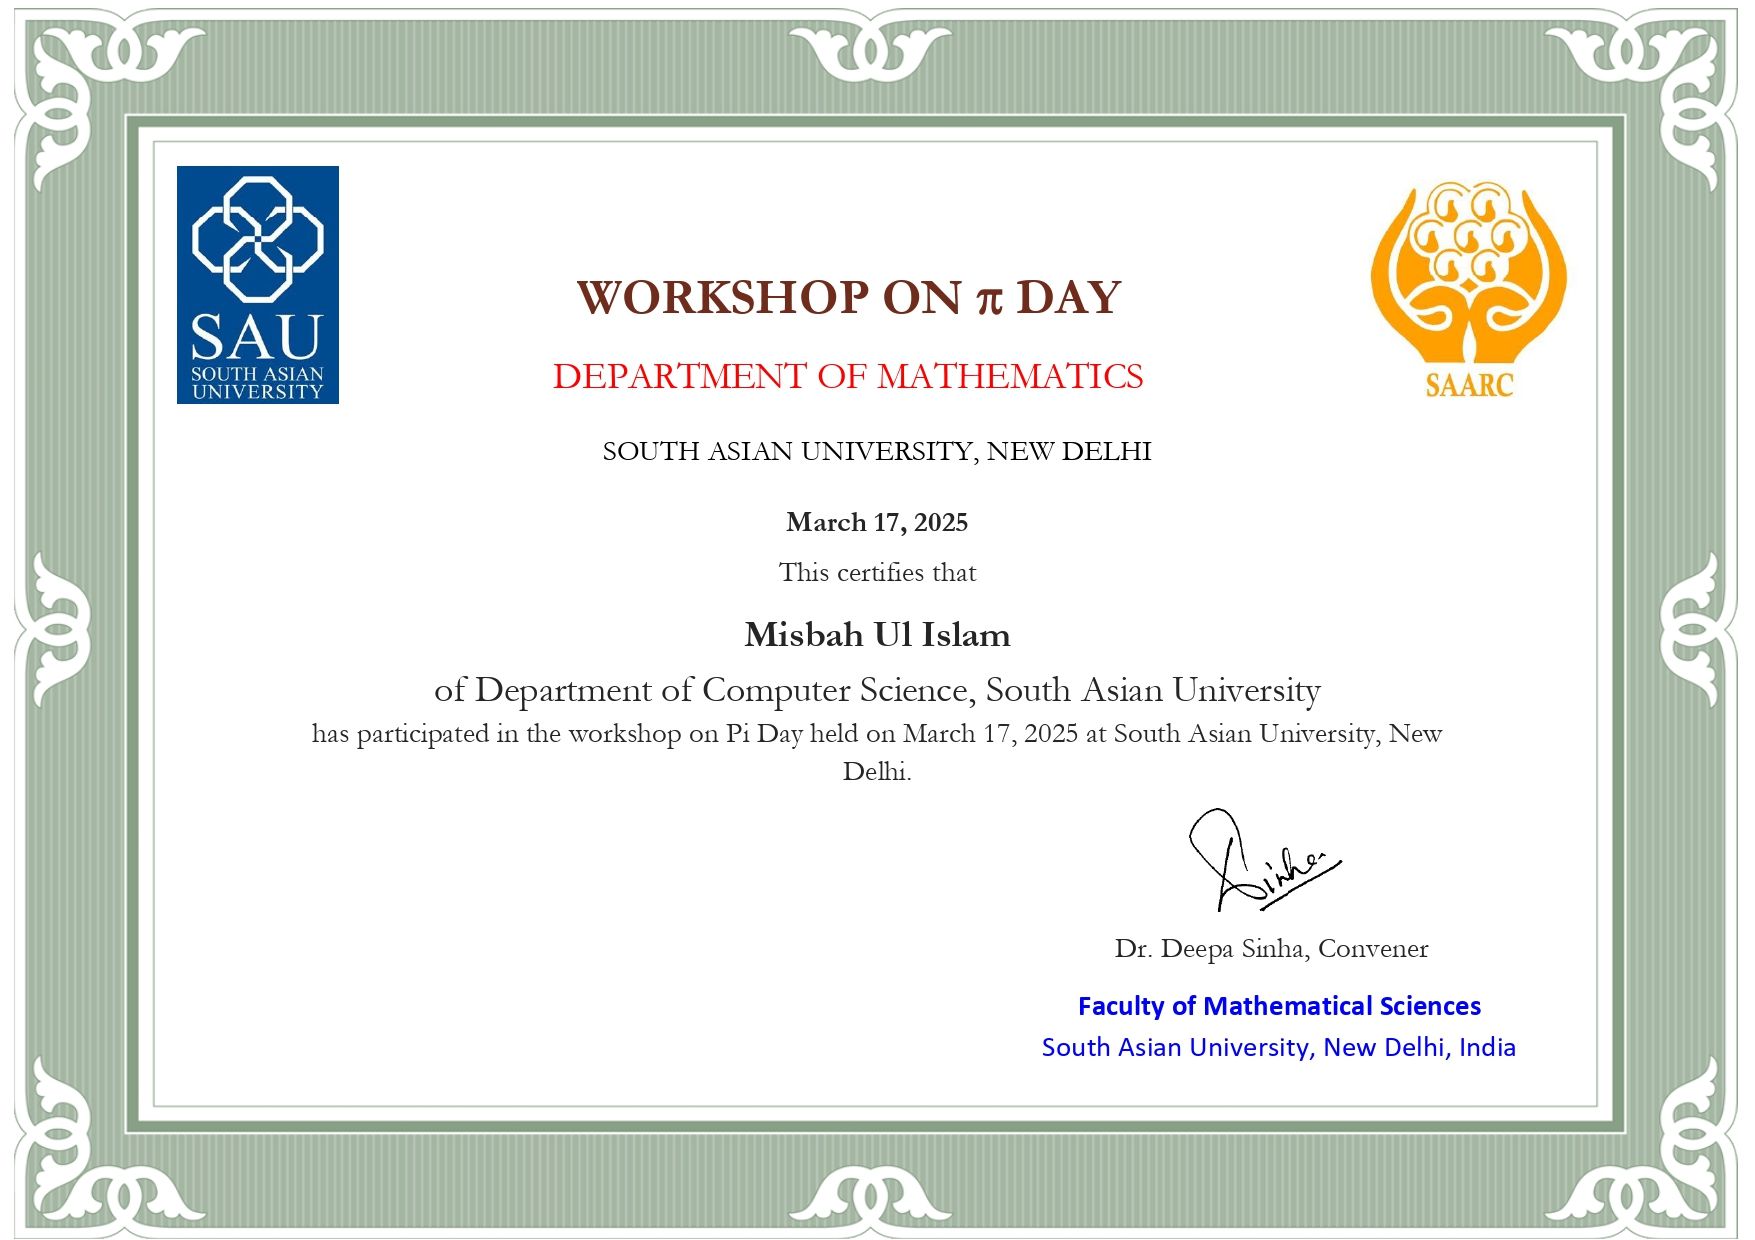 SAU
SOUTH ASIAN
UNIVERSITY
SAARC
WORKSHOP ON π DAY
DEPARTMENT OF MATHEMATICS
SOUTH ASIAN UNIVERSITY, NEW DELHI
March 17, 2025
This certifies that
Misbah Ul Islam
of Department of Computer Science, South Asian University
has participated in the workshop on Pi Day held on March 17, 2025 at South Asian University, New
Delhi.
Sinha
Dr. Deepa Sinha, Convener
Faculty of Mathematical Sciences
South Asian University, New Delhi, India